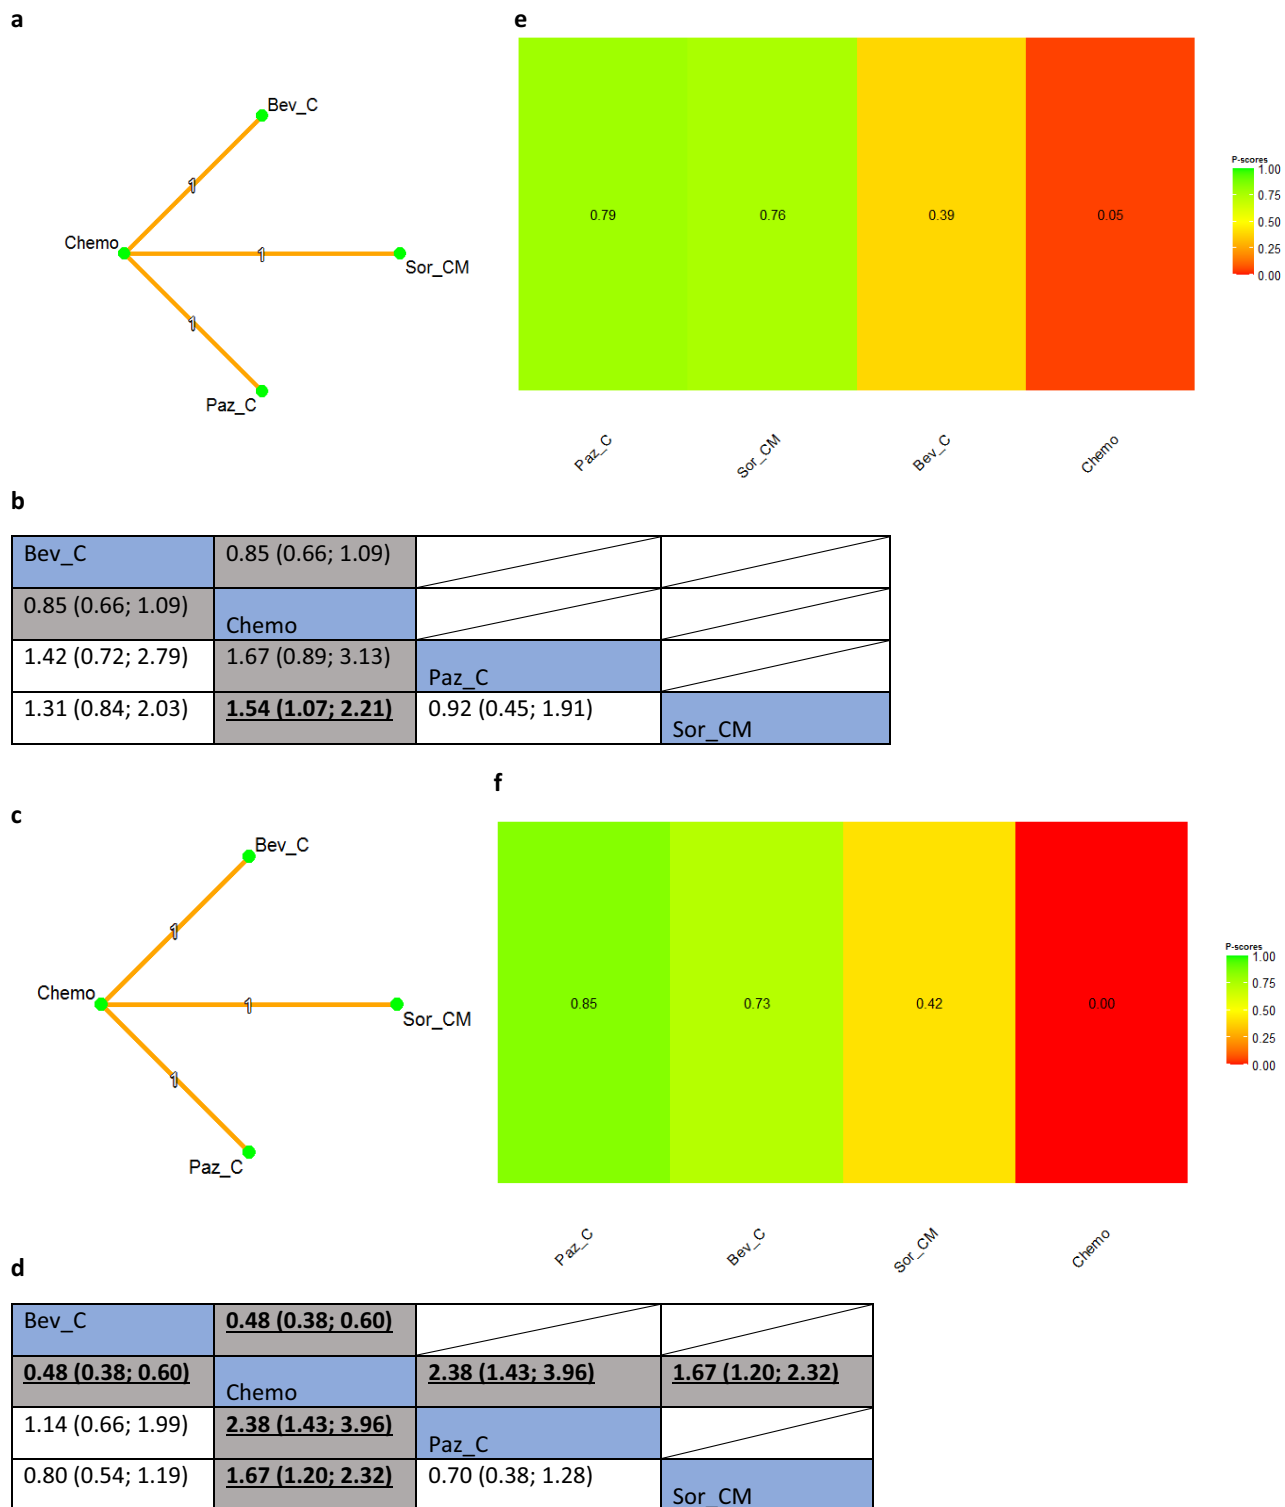 a
Bev_C
1
Chemo
1
Sor_CM
1
Paz_C
e
0.79 0.76 0.39 0.05
Paz_C Sor_CM Bev_C Chemo
P-scores
1.00
0.75
0.50
0.25
0.00
b
Bev_C 0.85 (0.66; 1.09)
0.85 (0.66; 1.09) Chemo
1.42 (0.72; 2.79) 1.67 (0.89; 3.13) Paz_C
1.31 (0.84; 2.03) 1.54 (1.07; 2.21) 0.92 (0.45; 1.91) Sor_CM
c
Bev_C
1
Chemo
1
Sor_CM
1
Paz_C
f
0.85 0.73 0.42 0.00
Paz_C Bev_C Sor_CM Chemo
P-scores
1.00
0.75
0.50
0.25
0.00
d
Bev_C 0.48 (0.38; 0.60)
0.48 (0.38; 0.60) Chemo 2.38 (1.43; 3.96) 1.67 (1.20; 2.32)
1.14 (0.66; 1.99) 2.38 (1.43; 3.96) Paz_C
0.80 (0.54; 1.19) 1.67 (1.20; 2.32) 0.70 (0.38; 1.28) Sor_CM